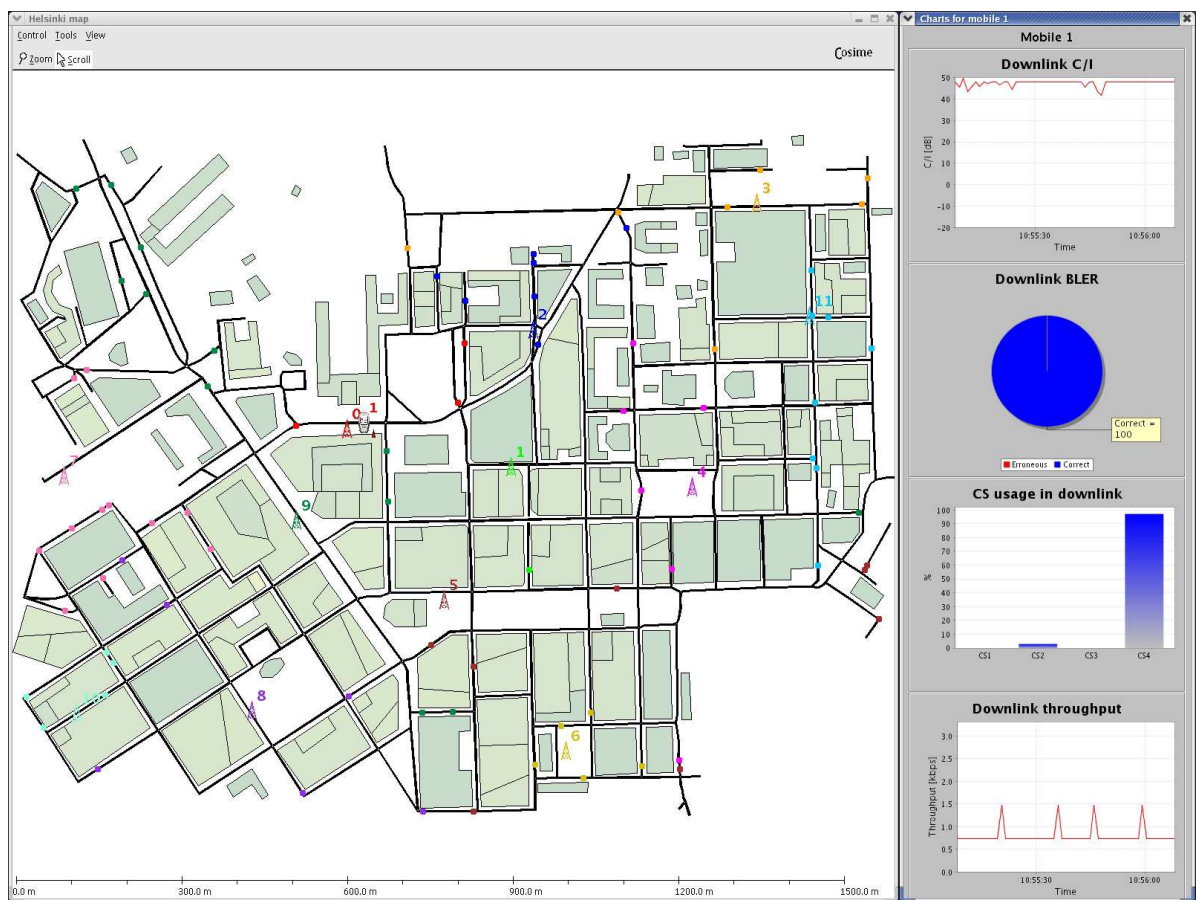 Helsinki map
Control Tools View
Zoom Scroll
Cosime
3
11
2
0 1
1
7
4
9
5
10
8
6
0.0 m 300.0 m 600.0 m 900.0 m 1200.0 m 1500.0 m
Charts for mobile 1
Mobile 1
Downlink C/I
50
40
30
20
10
0
-10
-20
C/I [dB]
10:55:30 10:56:00
Time
Downlink BLER
Correct =
100
Erroneous Correct
CS usage in downlink
100
90
80
70
60
50
40
30
20
10
0
%
CS1 CS2 CS3 CS4
Downlink throughput
3.0
2.5
2.0
1.5
1.0
0.5
0.0
Throughput [kbps]
10:55:30 10:56:00
Time